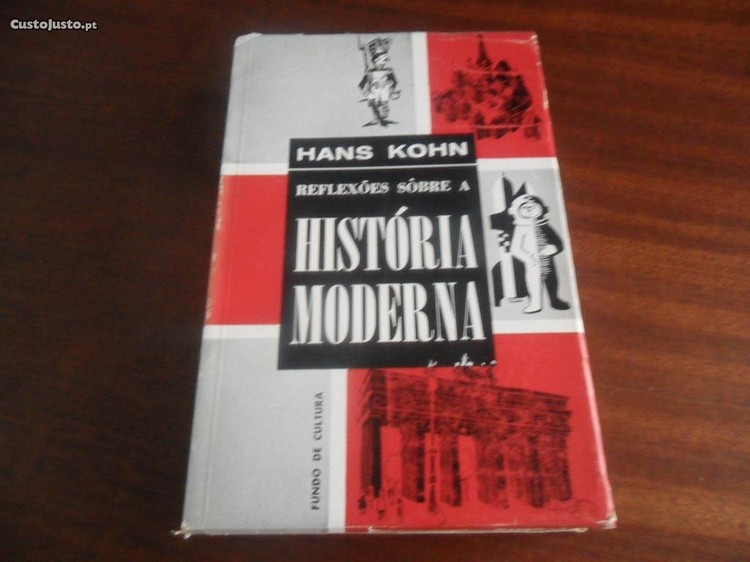 CustoJusto.pt
HANS KOHN
REFLEXÕES SÔBRE A
HISTÓRIA
MODERNA
FUNDO DE CULTURA